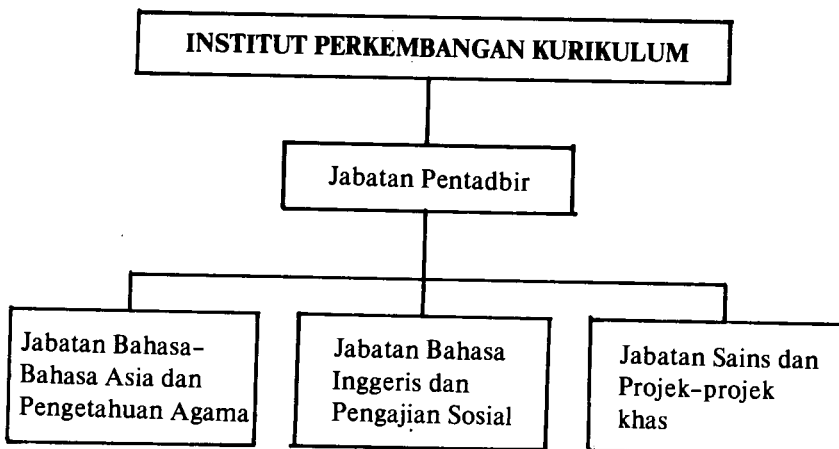 INSTITUT PERKEMBANGAN KURIKULUM
Jabatan Pentadbir
Jabatan Bahasa-
Bahasa Asia dan
Pengetahuan Agama
Jabatan Bahasa
Inggeris dan
Pengajian Sosial
Jabatan Sains dan
Projek-projek
khas